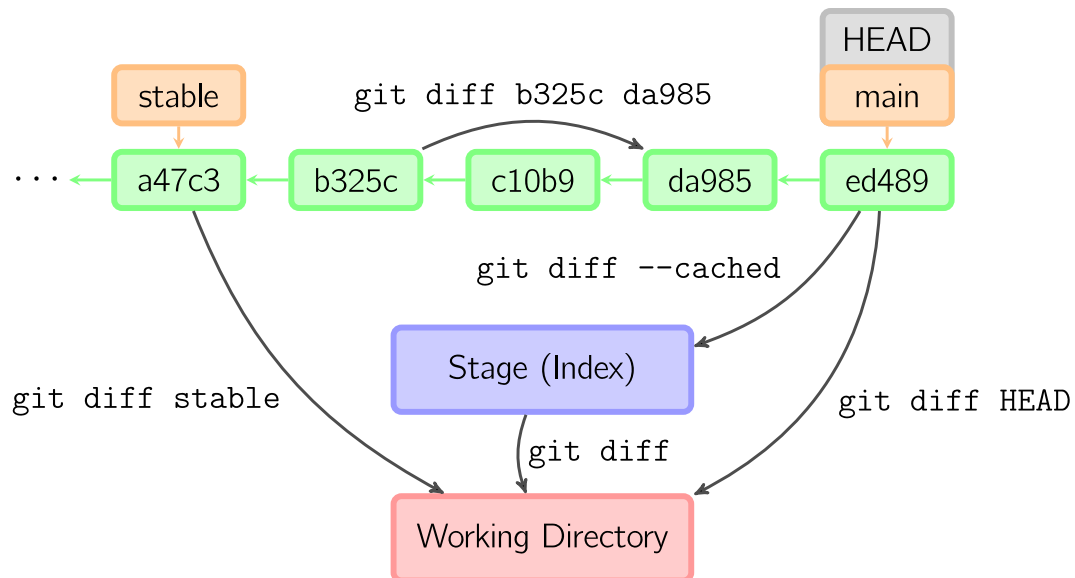 HEAD
stable
git diff b325c da985
main
...
a47c3
b325c
c10b9
da985
ed489
git diff --cached
Stage (Index)
git diff stable
git diff HEAD
git diff
Working Directory